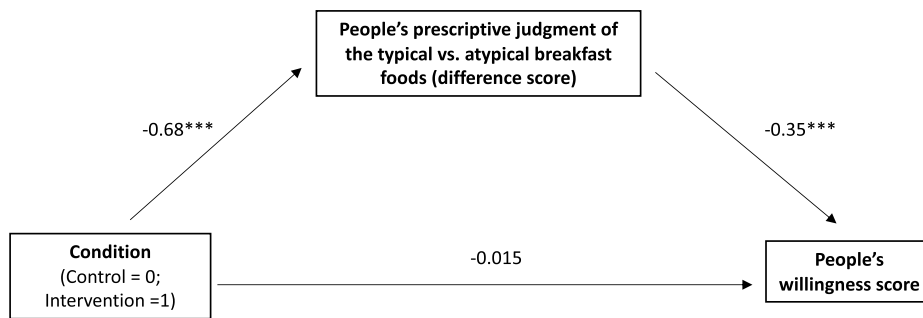 People's prescriptive judgment of
the typical vs. atypical breakfast
foods (difference score)
-0.68***
-0.35***
Condition
(Control = 0;
Intervention =1)
-0.015
People's
willingness score